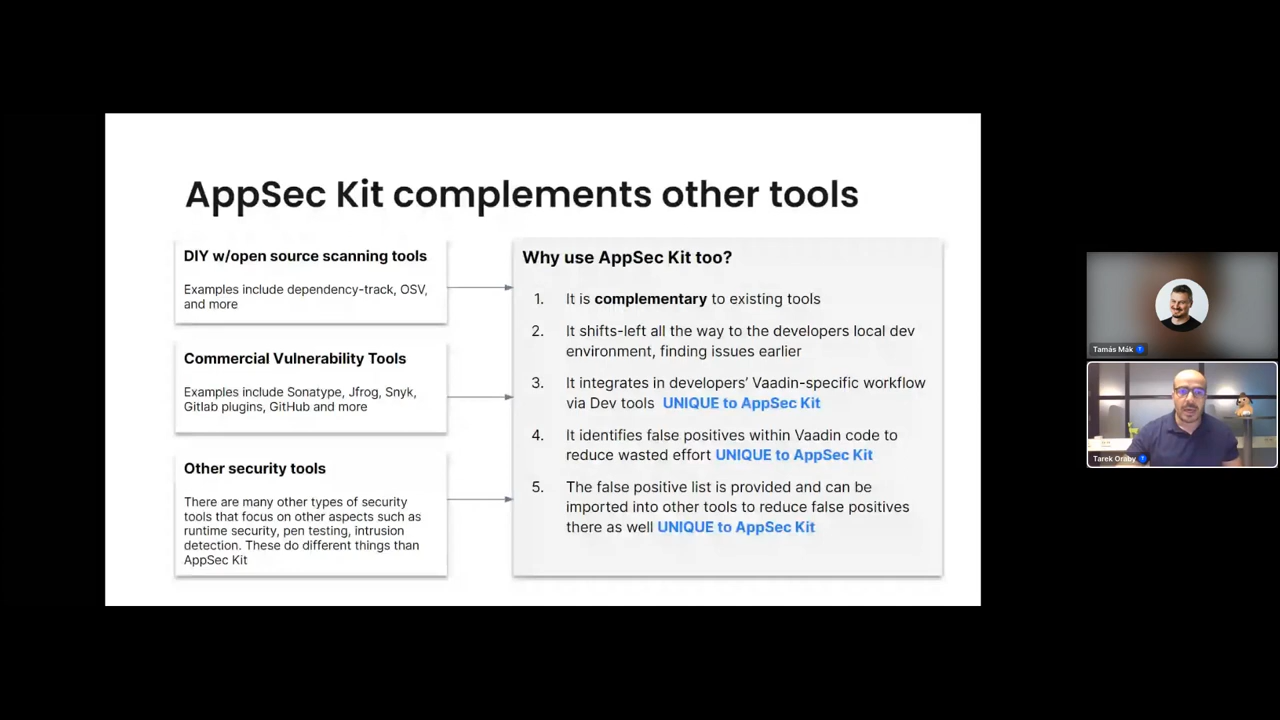 AppSec Kit complements other tools
DIY w/open source scanning tools
Examples include dependency-track, OSV,
and more
Commercial Vulnerability Tools
Examples include Sonatype, Jfrog, Snyk,
Gitlab plugins, GitHub and more
Other security tools
There are many other types of security
tools that focus on other aspects such as
runtime security, pen testing, intrusion
detection. These do different things than
AppSec Kit
Why use AppSec Kit too?
1. It is complementary to existing tools
2. It shifts-left all the way to the developers local dev
environment, finding issues earlier
3. It integrates in developers’ Vaadin-specific workflow
via Dev tools UNIQUE to AppSec Kit
4. It identifies false positives within Vaadin code to
reduce wasted effort UNIQUE to AppSec Kit
5. The false positive list is provided and can be
imported into other tools to reduce false positives
there as well UNIQUE to AppSec Kit
Tamás Mák
Tarek Oraby